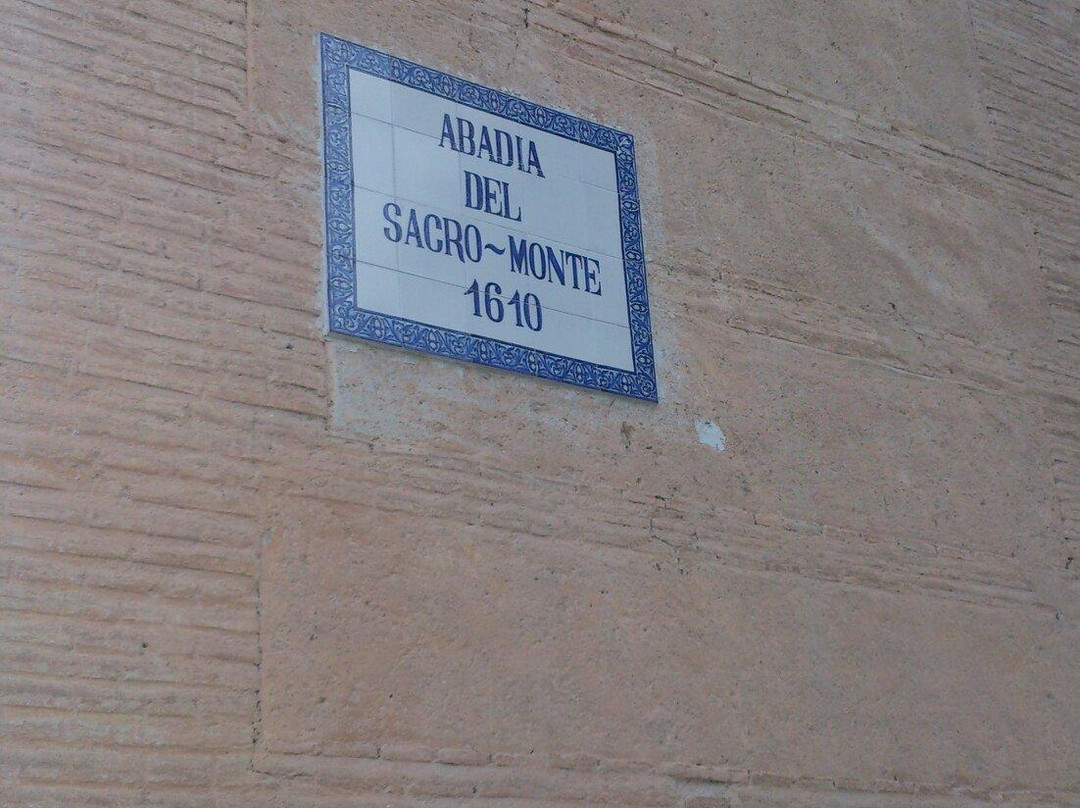 ABADIA
DEL
SACRO~MONTE
1610